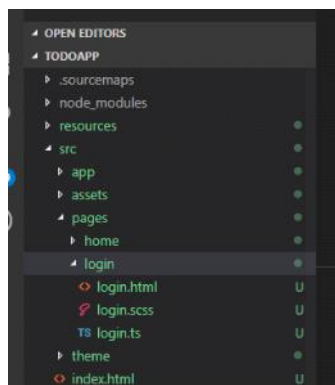 OPEN EDITORS
TODOAPP
.sourcemaps
node_modules
resources
src
app
assets
pages
home
login
login.html U
login.scss U
TS login.ts U
theme
index.html U